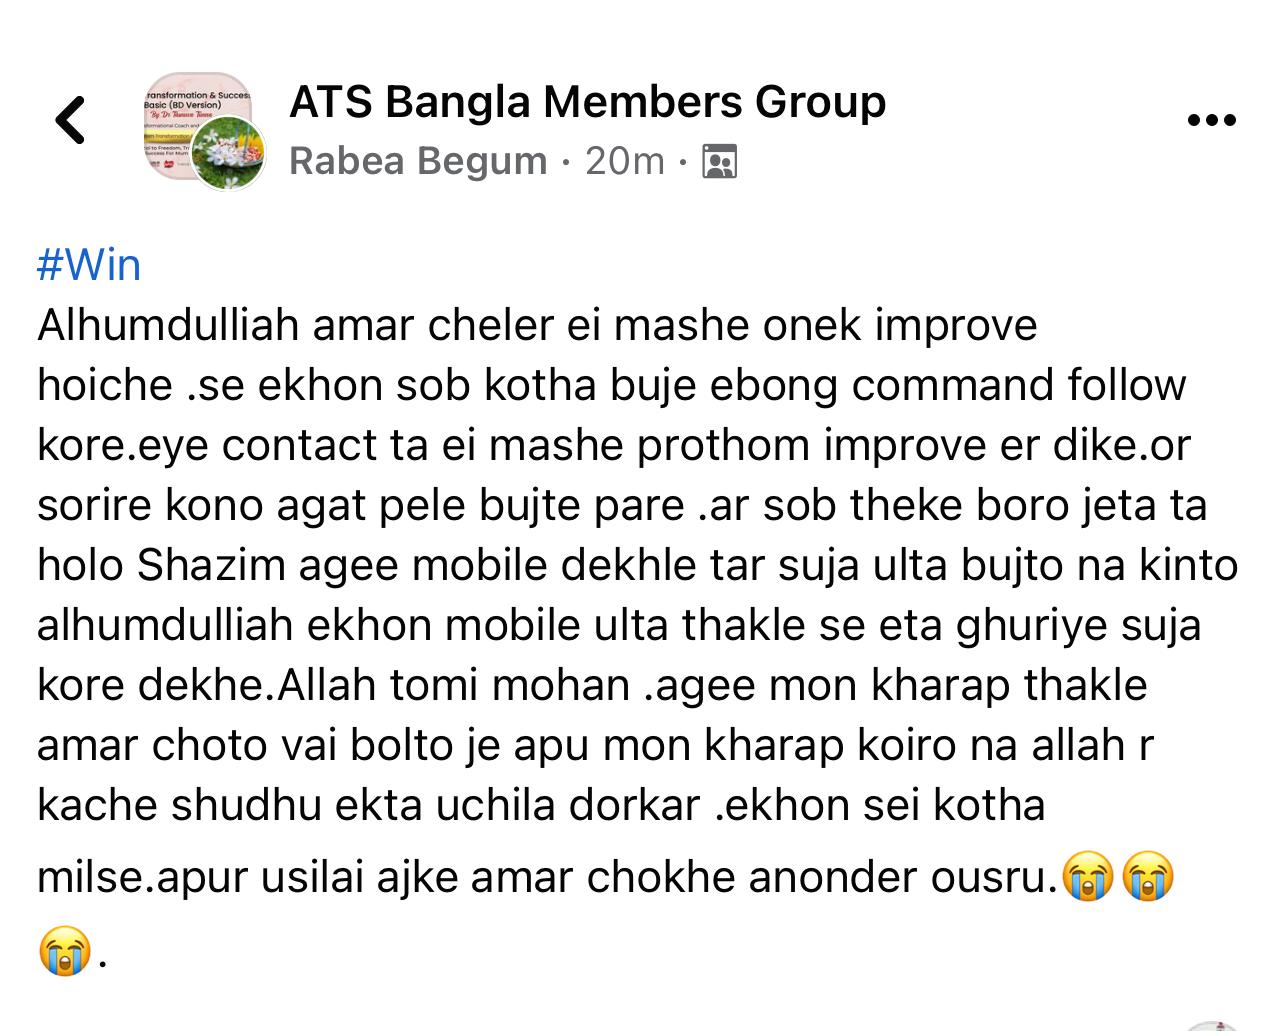 ransformation & Success
Basic (BD Version)
ATS Bangla Members Group
Rabea Begum · 20m ·
#Win
Alhumdulliah amar cheler ei mashe onek improve
hoiche .se ekhon sob kotha buje ebong command follow
kore.eye contact ta ei mashe prothom improve er dike.or
sorire kono agat pele bujte pare .ar sob theke boro jeta ta
holo Shazim agee mobile dekhle tar suja ulta bujto na kinto
alhumdulliah ekhon mobile ulta thakle se eta ghuriye suja
kore dekhe.Allah tomi mohan .agee mon kharap thakle
amar choto vai bolto je apu mon kharap koiro na allah r
kache shudhu ekta uchila dorkar .ekhon sei kotha
milse.apur usilai ajke amar chokhe anonder ousru.😭😭
😭.